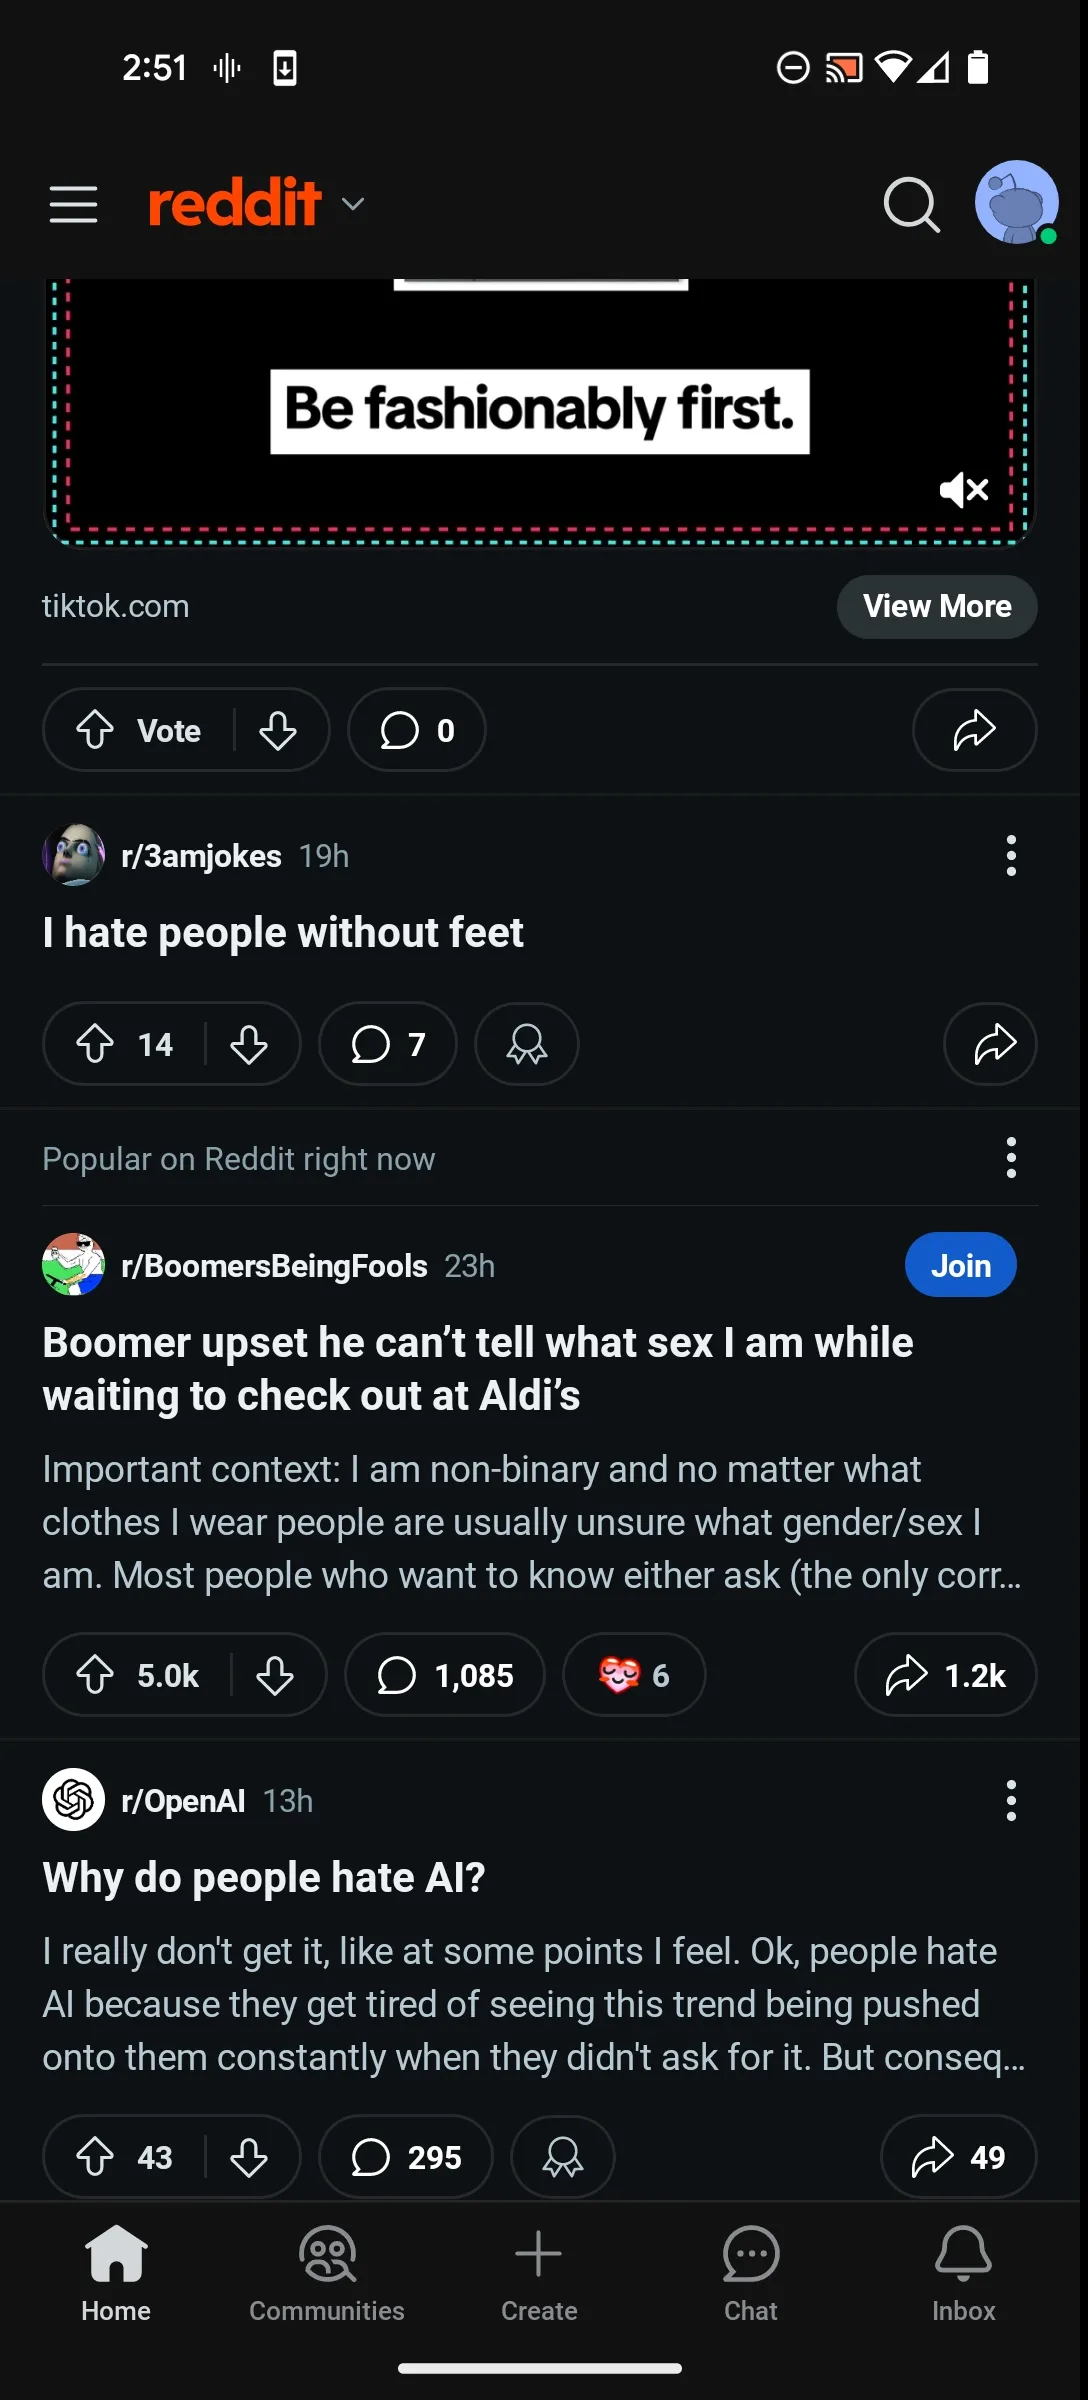 2:51
reddit
Be fashionably first.
tiktok.com
View More
Vote
0
r/3amjokes 19h
I hate people without feet
14
7
Popular on Reddit right now
r/BoomersBeingFools 23h
Join
Boomer upset he can’t tell what sex I am while
waiting to check out at Aldi’s
Important context: I am non-binary and no matter what
clothes I wear people are usually unsure what gender/sex I
am. Most people who want to know either ask (the only corr...
5.0k
1,085
6
1.2k
r/OpenAI 13h
Why do people hate AI?
I really don't get it, like at some points I feel. Ok, people hate
AI because they get tired of seeing this trend being pushed
onto them constantly when they didn't ask for it. But conseq...
43
295
49
Home
Communities
Create
Chat
Inbox